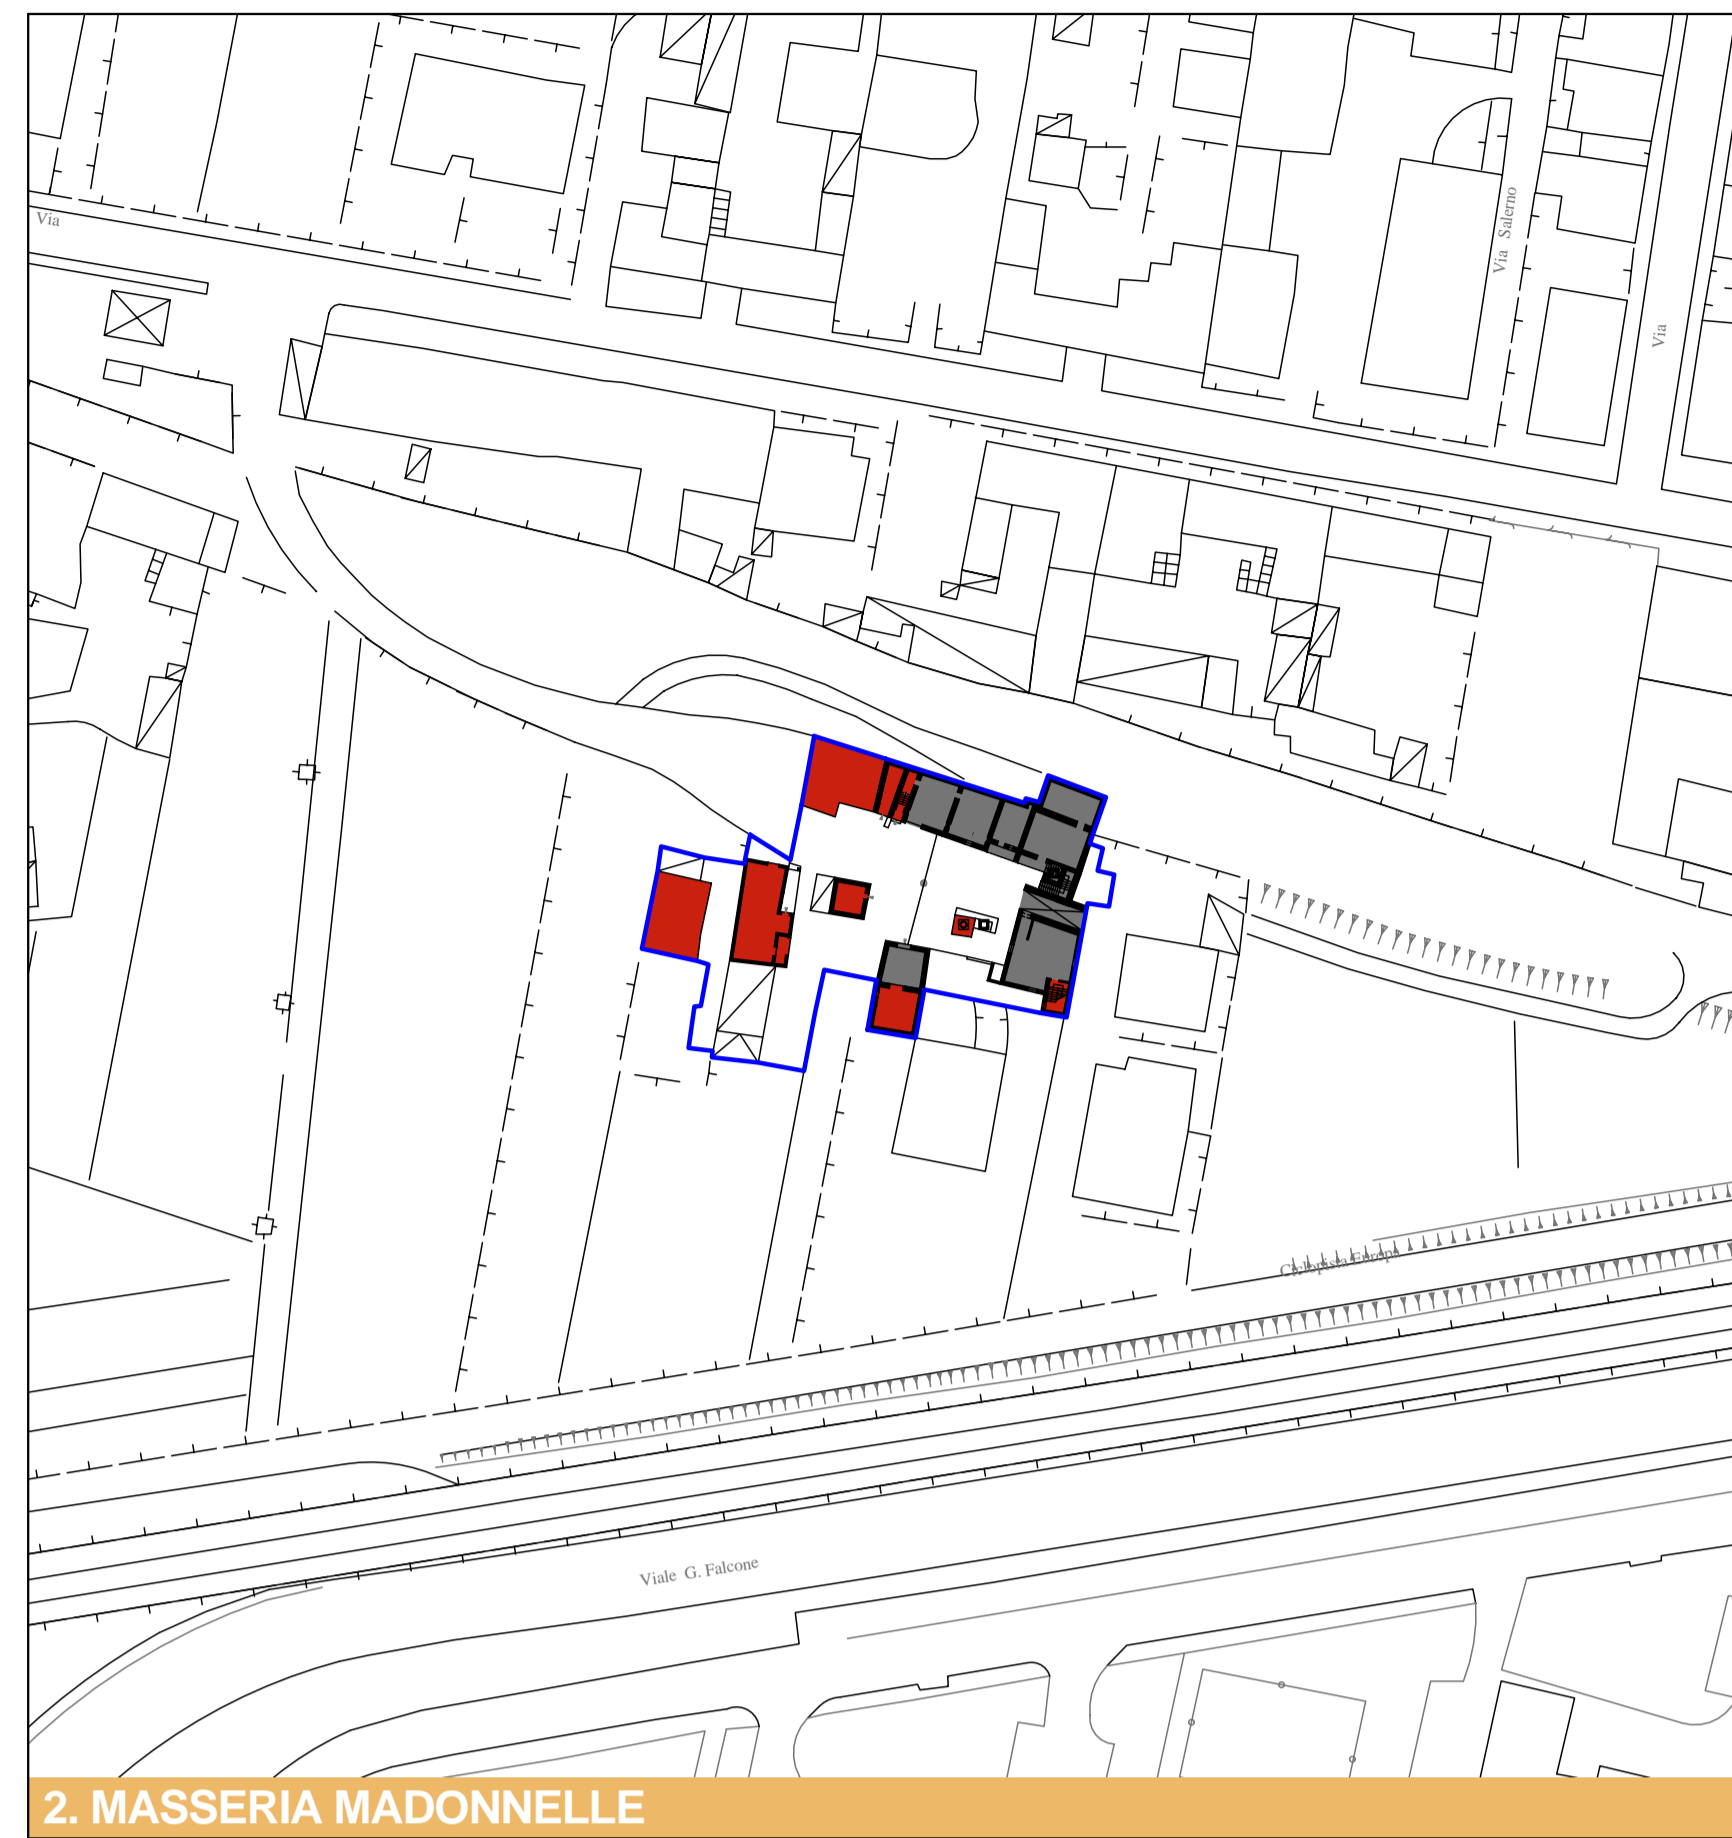 Via
Via Salerno
Via
Ciclopista Europa
Viale G. Falcone
2. MASSERIA MADONNELLE